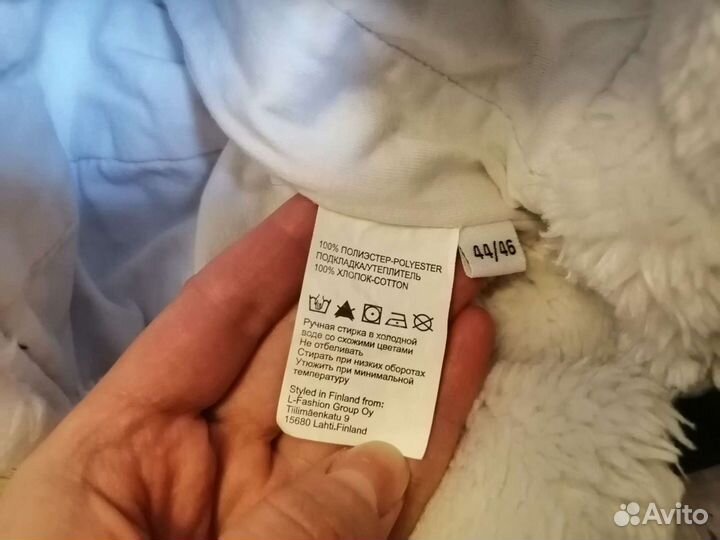 100% ПОЛИЭСТЕР-POLYESTER
ПОДКЛАДКА/УТЕПЛИТЕЛЬ
100% ХЛОПОК-COTTON
44/46
Ручная стирка в холодной
воде со схожими цветами
Не отбеливать
Стирать при низких оборотах
Утюжить при минимальной
температуру
Styled in Finland from:
L-Fashion Group Oy
Tiilimäenkatu 9
15680 Lahti.Finland
Avito